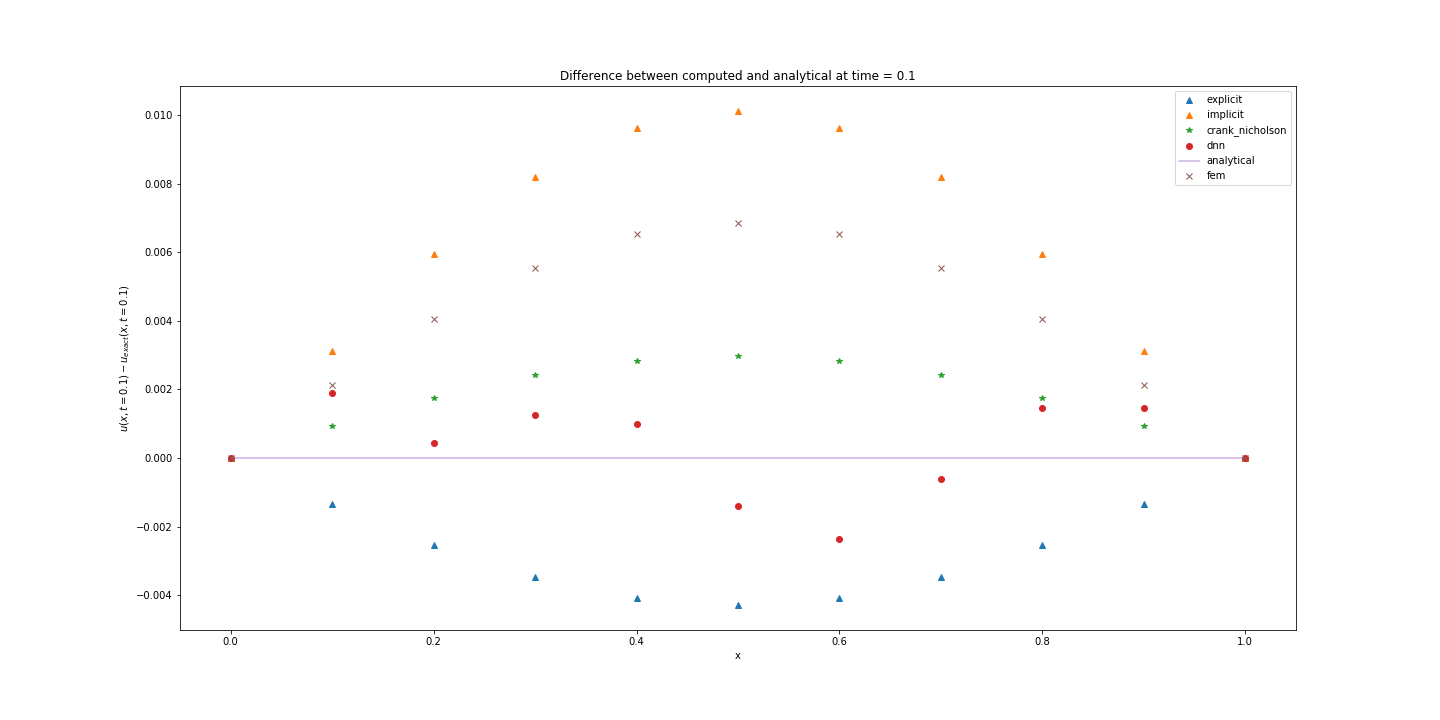 Difference between computed and analytical at time = 0.1
explicit
implicit
crank_nicholson
dnn
analytical
fem
0.010
0.008
0.006
0.004
0.002
0.000
−0.002
−0.004
u(x, t = 0.1) − u_exact(x, t = 0.1)
0.0 0.2 0.4 0.6 0.8 1.0
x